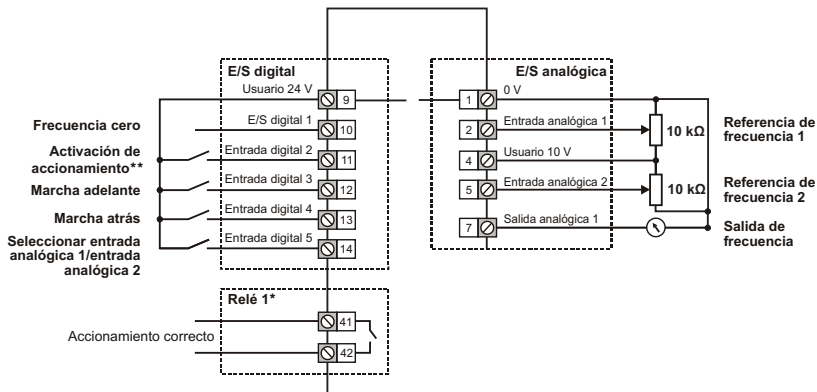 E/S digital
Usuario 24 V
9
Frecuencia cero
E/S digital 1
10
Activación de
accionamiento**
Entrada digital 2
11
Marcha adelante
Entrada digital 3
12
Marcha atrás
Entrada digital 4
13
Seleccionar entrada
analógica 1/entrada
analógica 2
Entrada digital 5
14
Relé 1*
Accionamiento correcto
41
42
E/S analógica
1
0 V
2
Entrada analógica 1
10 kΩ
Referencia de
frecuencia 1
4
Usuario 10 V
5
Entrada analógica 2
10 kΩ
Referencia de
frecuencia 2
7
Salida analógica 1
Salida de
frecuencia